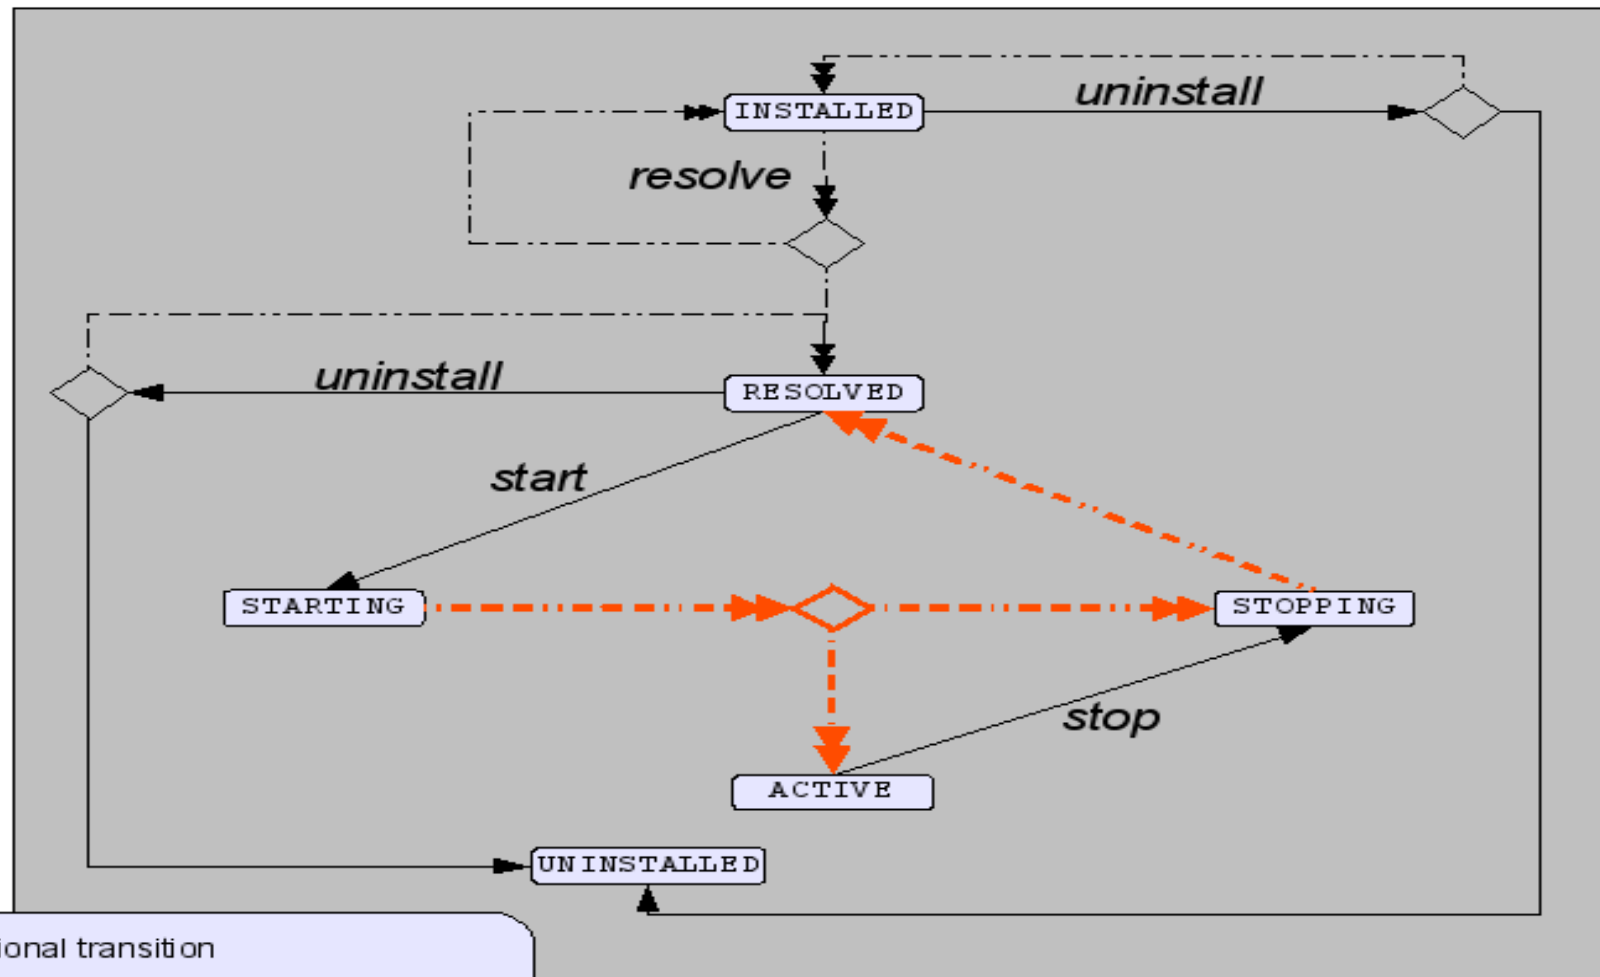 uninstall
INSTALLED
resolve
uninstall
RESOLVED
start
STARTING
STOPPING
stop
ACTIVE
UNINSTALLED
ional transition